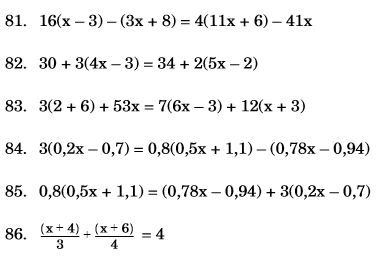 81. 16(x – 3) – (3x + 8) = 4(11x + 6) – 41x
82. 30 + 3(4x – 3) = 34 + 2(5x – 2)
83. 3(2 + 6) + 53x = 7(6x – 3) + 12(x + 3)
84. 3(0,2x – 0,7) = 0,8(0,5x + 1,1) – (0,78x – 0,94)
85. 0,8(0,5x + 1,1) = (0,78x – 0,94) + 3(0,2x – 0,7)
86. (x + 4)/3 + (x + 6)/4 = 4